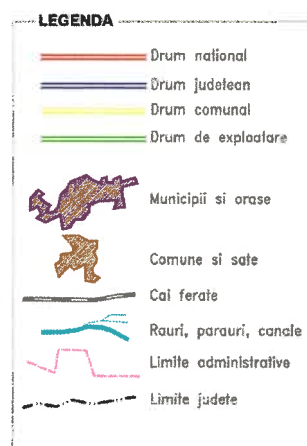 LEGENDA
Drum national
Drum judetean
Drum comunal
Drum de exploatare
Municipii si orase
Comune si sate
Cai ferate
Rauri, parauri, canale
Limite administrative
Limite judete